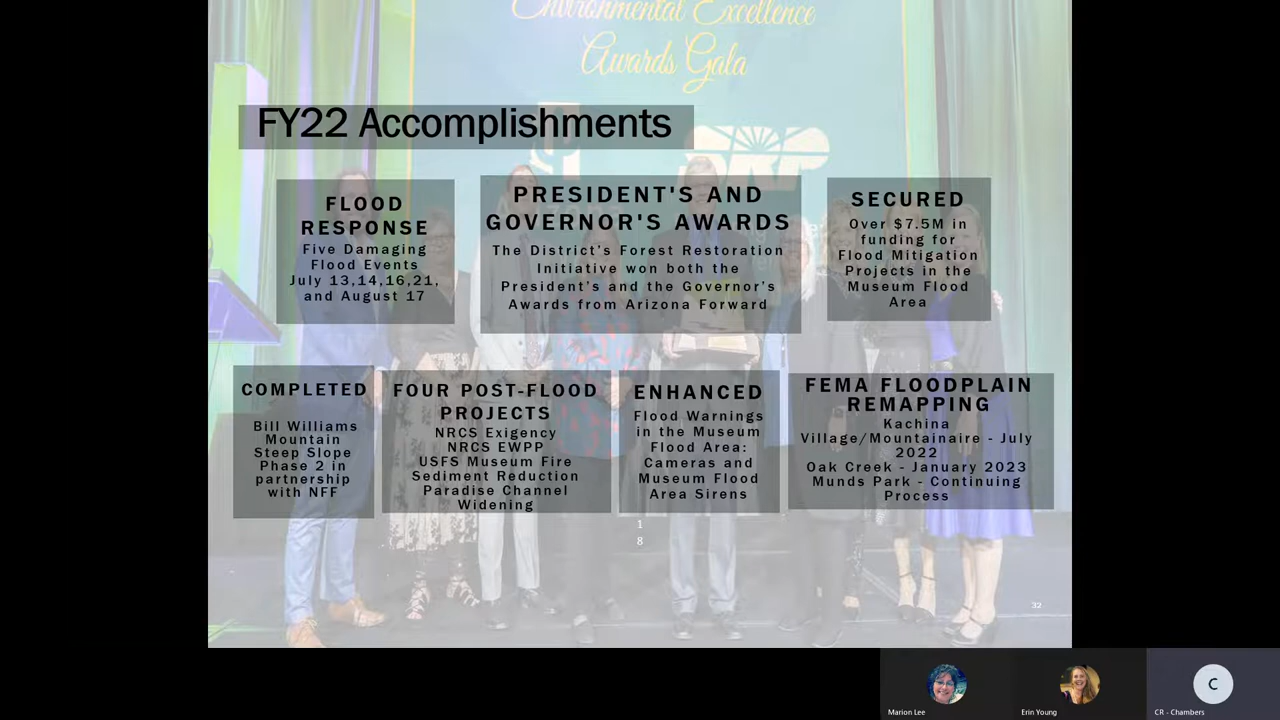 Environmental Excellence
Awards Gala
FY22 Accomplishments
FLOOD
RESPONSE
Five Damaging
Flood Events
July 13,14,16,21,
and August 17
PRESIDENT'S AND
GOVERNOR'S AWARDS
The District's Forest Restoration
Initiative won both the
President's and the Governor's
Awards from Arizona Forward
SECURED
Over $7.5M in
funding for
Flood Mitigation
Projects in the
Museum Flood
Area
COMPLETED
Bill Williams
Mountain
Steep Slope
Phase 2 in
partnership
with NFF
FOUR POST-FLOOD
PROJECTS
NRCS Exigency
NRCS EWPP
USFS Museum Fire
Sediment Reduction
Paradise Channel
Widening
ENHANCED
Flood Warnings
in the Museum
Flood Area:
Cameras and
Museum Flood
Area Sirens
FEMA FLOODPLAIN
REMAPPING
Kachina
Village/Mountainaire - July
2022
Oak Creek - January 2023
Munds Park - Continuing
Process
1
8
32
Marion Lee
Erin Young
C
CR - Chambers